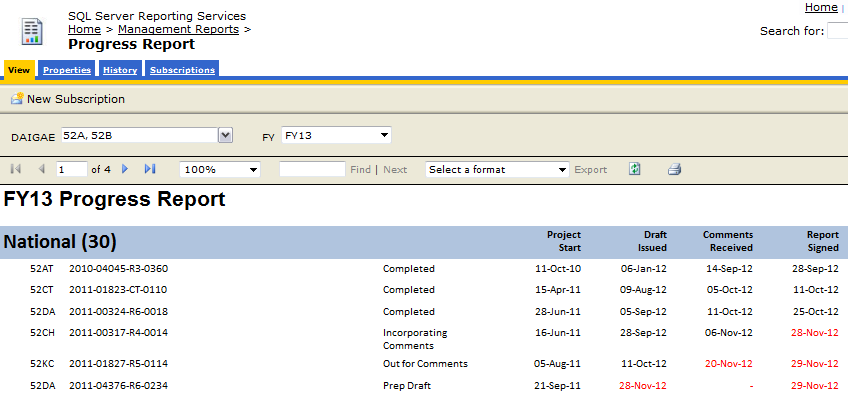 Home |
SQL Server Reporting Services
Home > Management Reports >
Search for:
Progress Report
View Properties History Subscriptions
New Subscription
DAIGAE 52A, 52B FY FY13
1 of 4 100% Find | Next Select a format Export
FY13 Progress Report
National (30) Project Start Draft Issued Comments Received Report Signed
52AT 2010-04045-R3-0360 Completed 11-Oct-10 06-Jan-12 14-Sep-12 28-Sep-12
52CT 2011-01823-CT-0110 Completed 15-Apr-11 09-Aug-12 05-Oct-12 11-Oct-12
52DA 2011-00324-R6-0018 Completed 28-Jun-11 05-Sep-12 11-Oct-12 25-Oct-12
52CH 2011-00317-R4-0014 Incorporating Comments 16-Jun-11 28-Sep-12 06-Nov-12 28-Nov-12
52KC 2011-01827-R5-0114 Out for Comments 05-Aug-11 11-Oct-12 20-Nov-12 29-Nov-12
52DA 2011-04376-R6-0234 Prep Draft 21-Sep-11 28-Nov-12 - 29-Nov-12